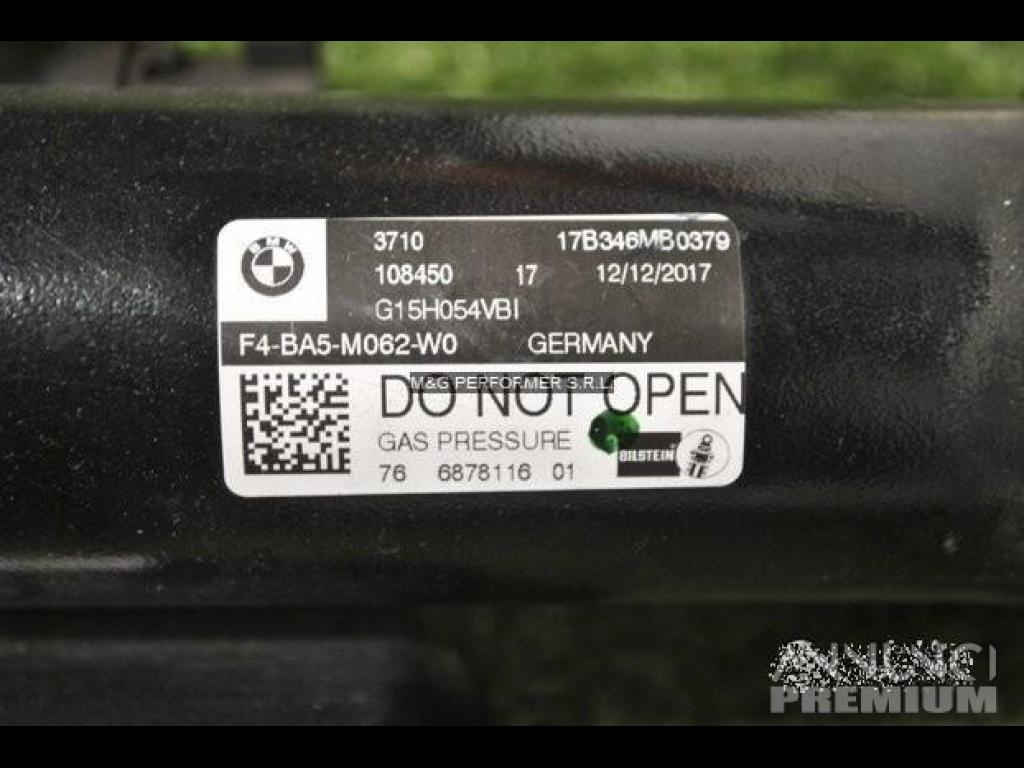 BMW
3710 17B346MB0379
108450 17 12/12/2017
G15H054VBI
F4-BA5-M062-W0 GERMANY
M&G PERFORMER S.R.L
DO NOT OPEN
GAS PRESSURE
BILSTEIN
76 6878116 01
ANNUNCI
PREMIUM